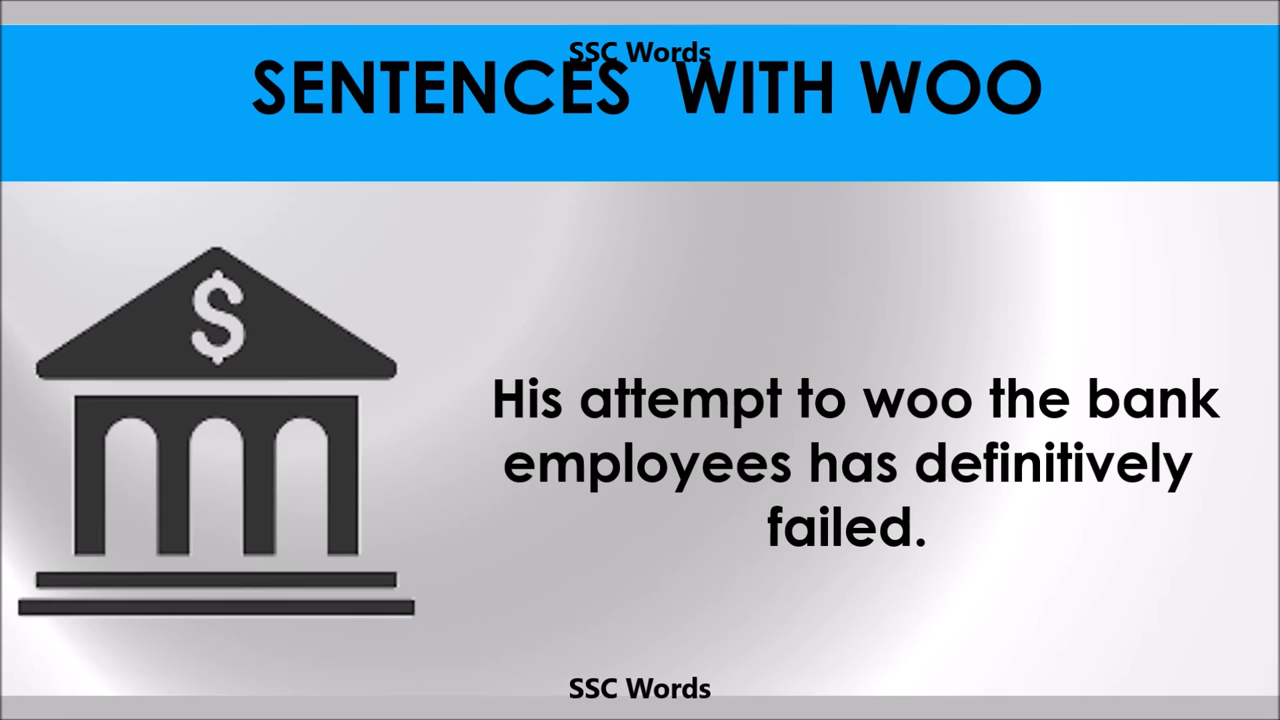 SSC Words
SENTENCES WITH WOO
$
His attempt to woo the bank
employees has definitively
failed.
SSC Words